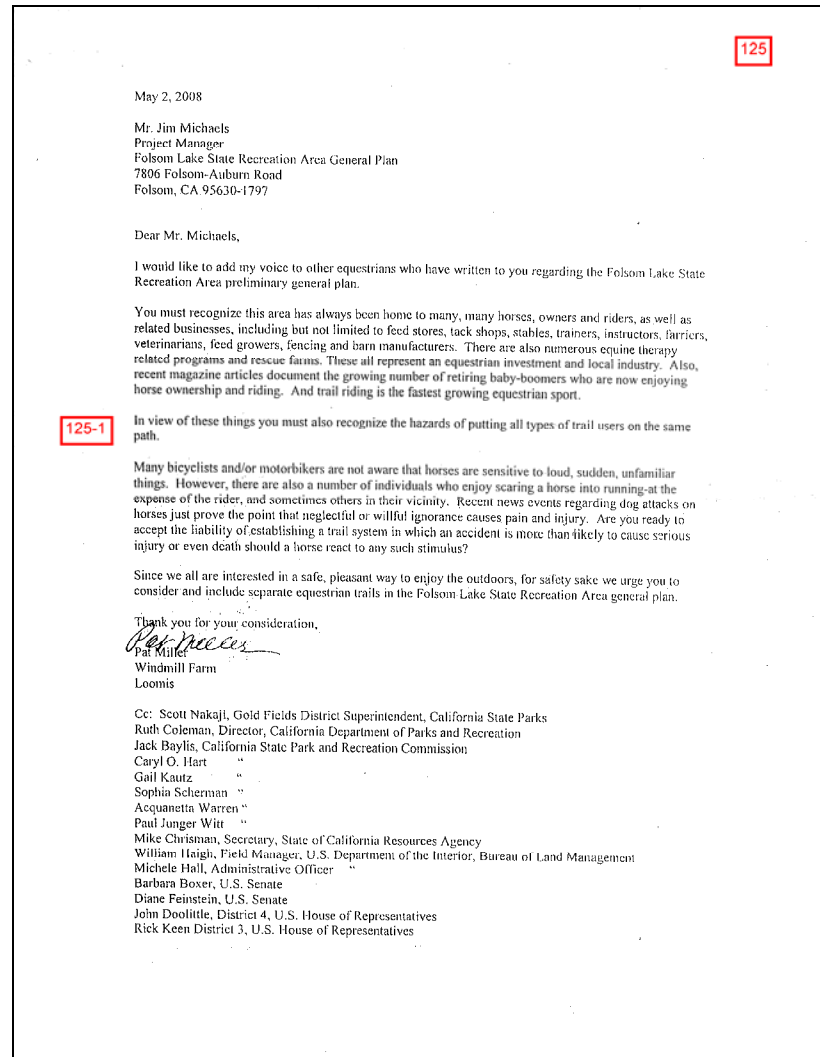 125
May 2, 2008
Mr. Jim Michaels
Project Manager
Folsom Lake State Recreation Area General Plan
7806 Folsom-Auburn Road
Folsom, CA 95630-1797
Dear Mr. Michaels,
I would like to add my voice to other equestrians who have written to you regarding the Folsom Lake State
Recreation Area preliminary general plan.
You must recognize this area has always been home to many, many horses, owners and riders, as well as
related businesses, including but not limited to feed stores, tack shops, stables, trainers, instructors, farriers,
veterinarians, feed growers, fencing and barn manufacturers. There are also numerous equine therapy
related programs and rescue farms. These all represent an equestrian investment and local industry. Also,
recent magazine articles document the growing number of retiring baby-boomers who are now enjoying
horse ownership and riding. And trail riding is the fastest growing equestrian sport.
125-1
In view of these things you must also recognize the hazards of putting all types of trail users on the same
path.
Many bicyclists and/or motorbikers are not aware that horses are sensitive to loud, sudden, unfamiliar
things. However, there are also a number of individuals who enjoy scaring a horse into running-at the
expense of the rider, and sometimes others in their vicinity. Recent news events regarding dog attacks on
horses just prove the point that neglectful or willful ignorance causes pain and injury. Are you ready to
accept the liability of establishing a trail system in which an accident is more than likely to cause serious
injury or even death should a horse react to any such stimulus?
Since we all are interested in a safe, pleasant way to enjoy the outdoors, for safety sake we urge you to
consider and include separate equestrian trails in the Folsom Lake State Recreation Area general plan.
Thank you for your consideration,
Pat Miller
Pat Miller
Windmill Farm
Loomis
Cc: Scott Nakaji, Gold Fields District Superintendent, California State Parks
Ruth Coleman, Director, California Department of Parks and Recreation
Jack Baylis, California State Park and Recreation Commission
Caryl O. Hart "
Gail Kautz "
Sophia Scherman "
Acquanetta Warren "
Paul Junger Witt "
Mike Chrisman, Secretary, State of California Resources Agency
William Haigh, Field Manager, U.S. Department of the Interior, Bureau of Land Management
Michele Hall, Administrative Officer "
Barbara Boxer, U.S. Senate
Diane Feinstein, U.S. Senate
John Doolittle, District 4, U.S. House of Representatives
Rick Keen District 3, U.S. House of Representatives